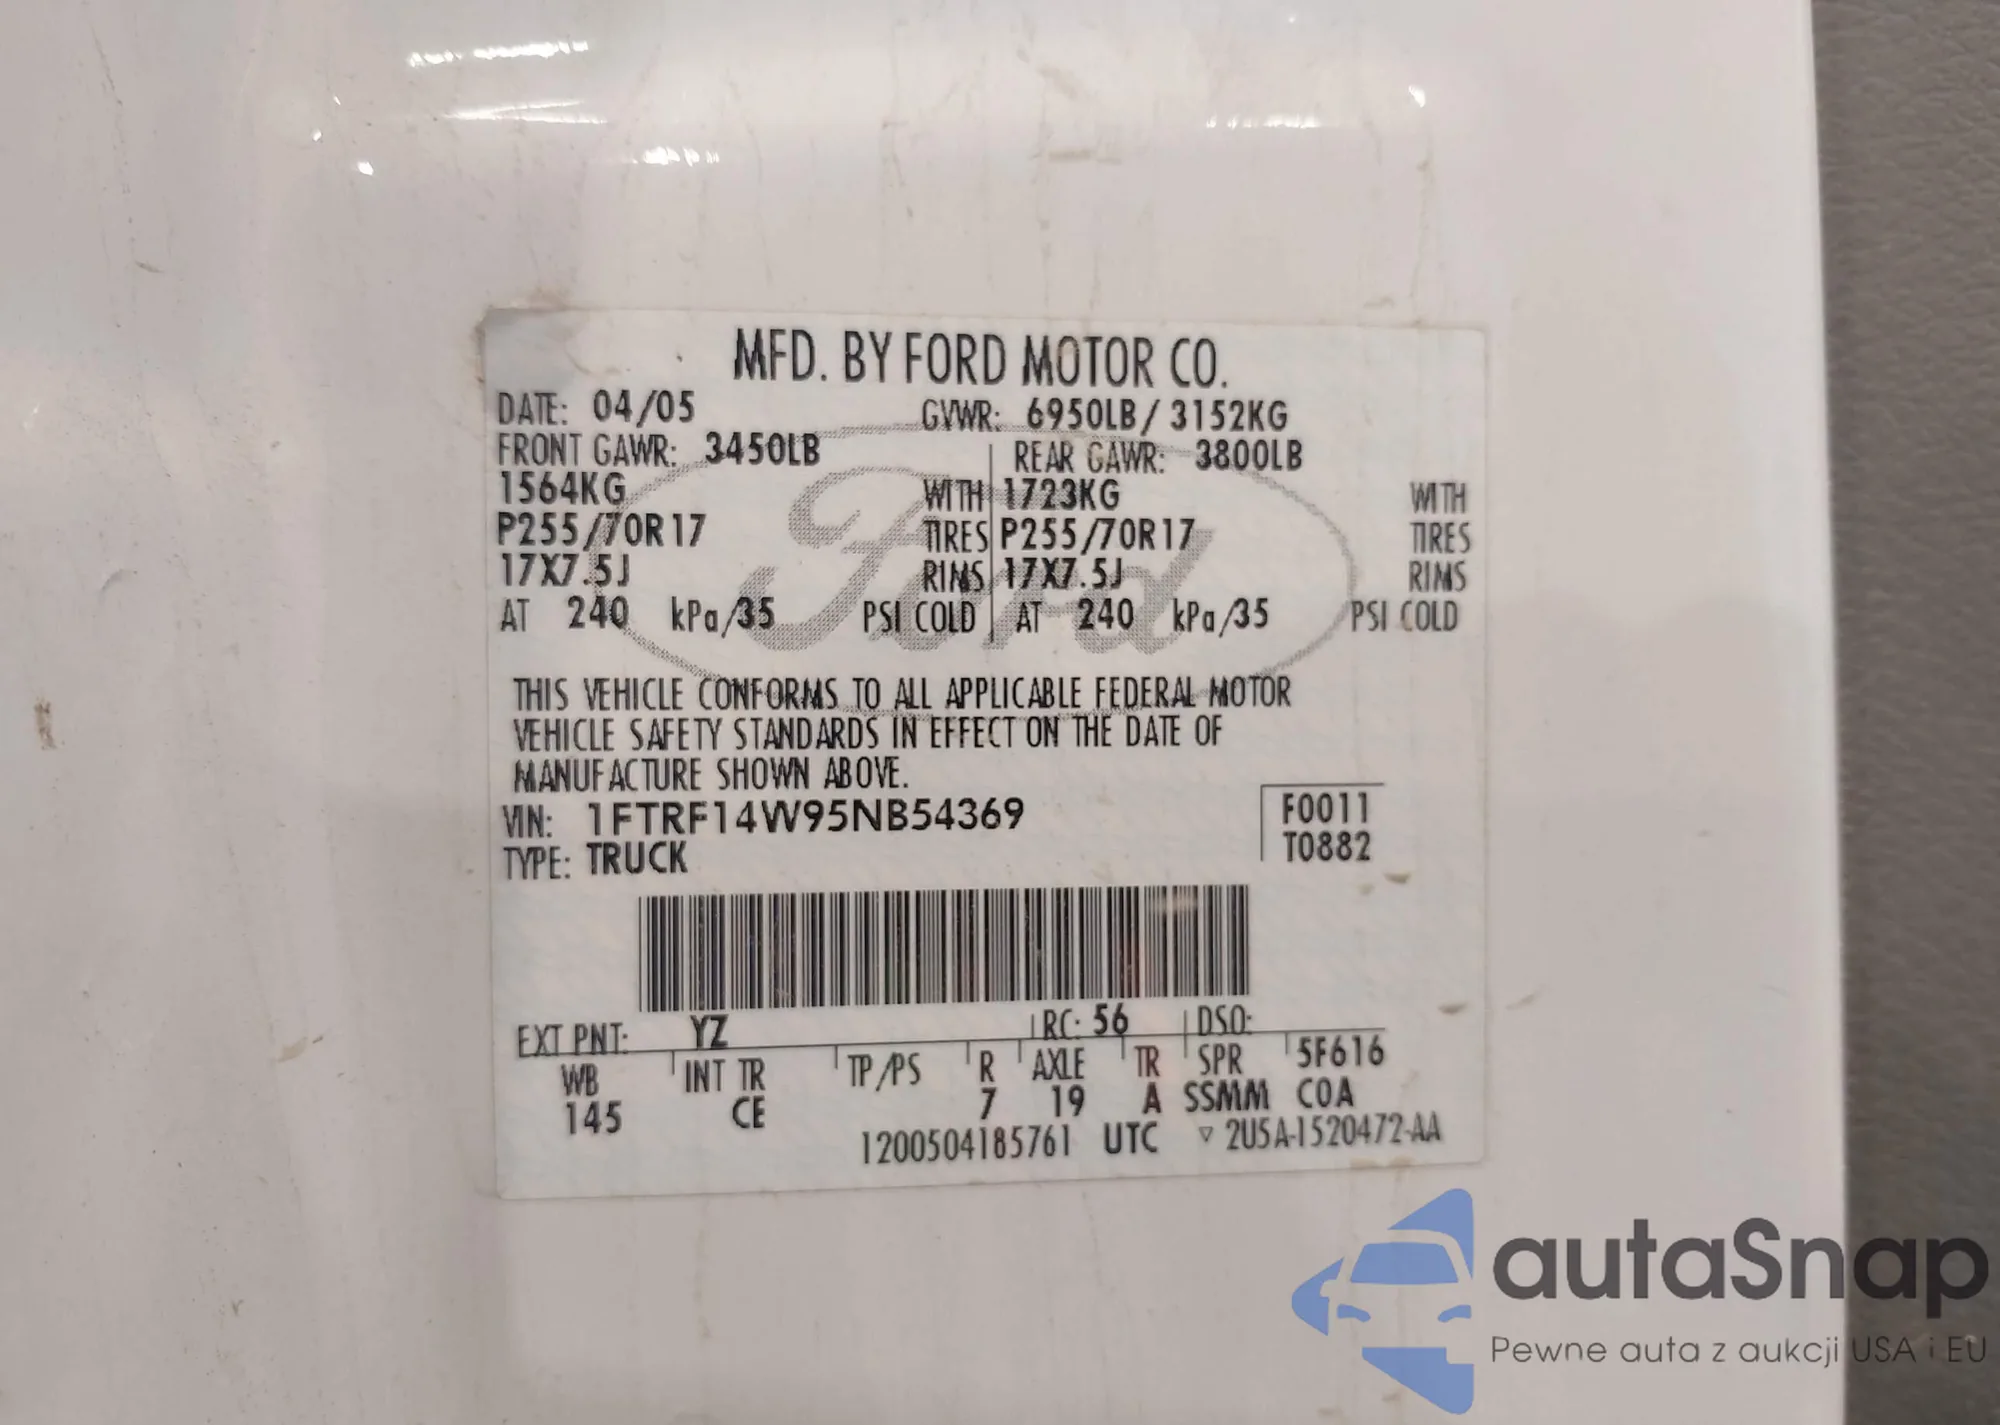 MFD. BY FORD MOTOR CO.
DATE: 04/05 GVWR: 6950LB / 3152KG
FRONT GAWR: 3450LB REAR GAWR: 3800LB
1564KG WITH 1723KG WITH
P255/70R17 TIRES P255/70R17 TIRES
17X7.5J RIMS 17X7.5J RIMS
AT 240 kPa/35 PSI COLD AT 240 kPa/35 PSI COLD
Ford
THIS VEHICLE CONFORMS TO ALL APPLICABLE FEDERAL MOTOR
VEHICLE SAFETY STANDARDS IN EFFECT ON THE DATE OF
MANUFACTURE SHOWN ABOVE.
VIN: 1FTRF14W95NB54369 F0011
TYPE: TRUCK T0882
EXT PNT: YZ RC: 56 DSO:
WB INT TR TP/PS R AXLE TR SPR 5F616
145 CE 7 19 A SSMM COA
1200504185761 UTC ▽ 2U5A-1520472-AA
autaSnap
Pewne auta z aukcji USA i EU